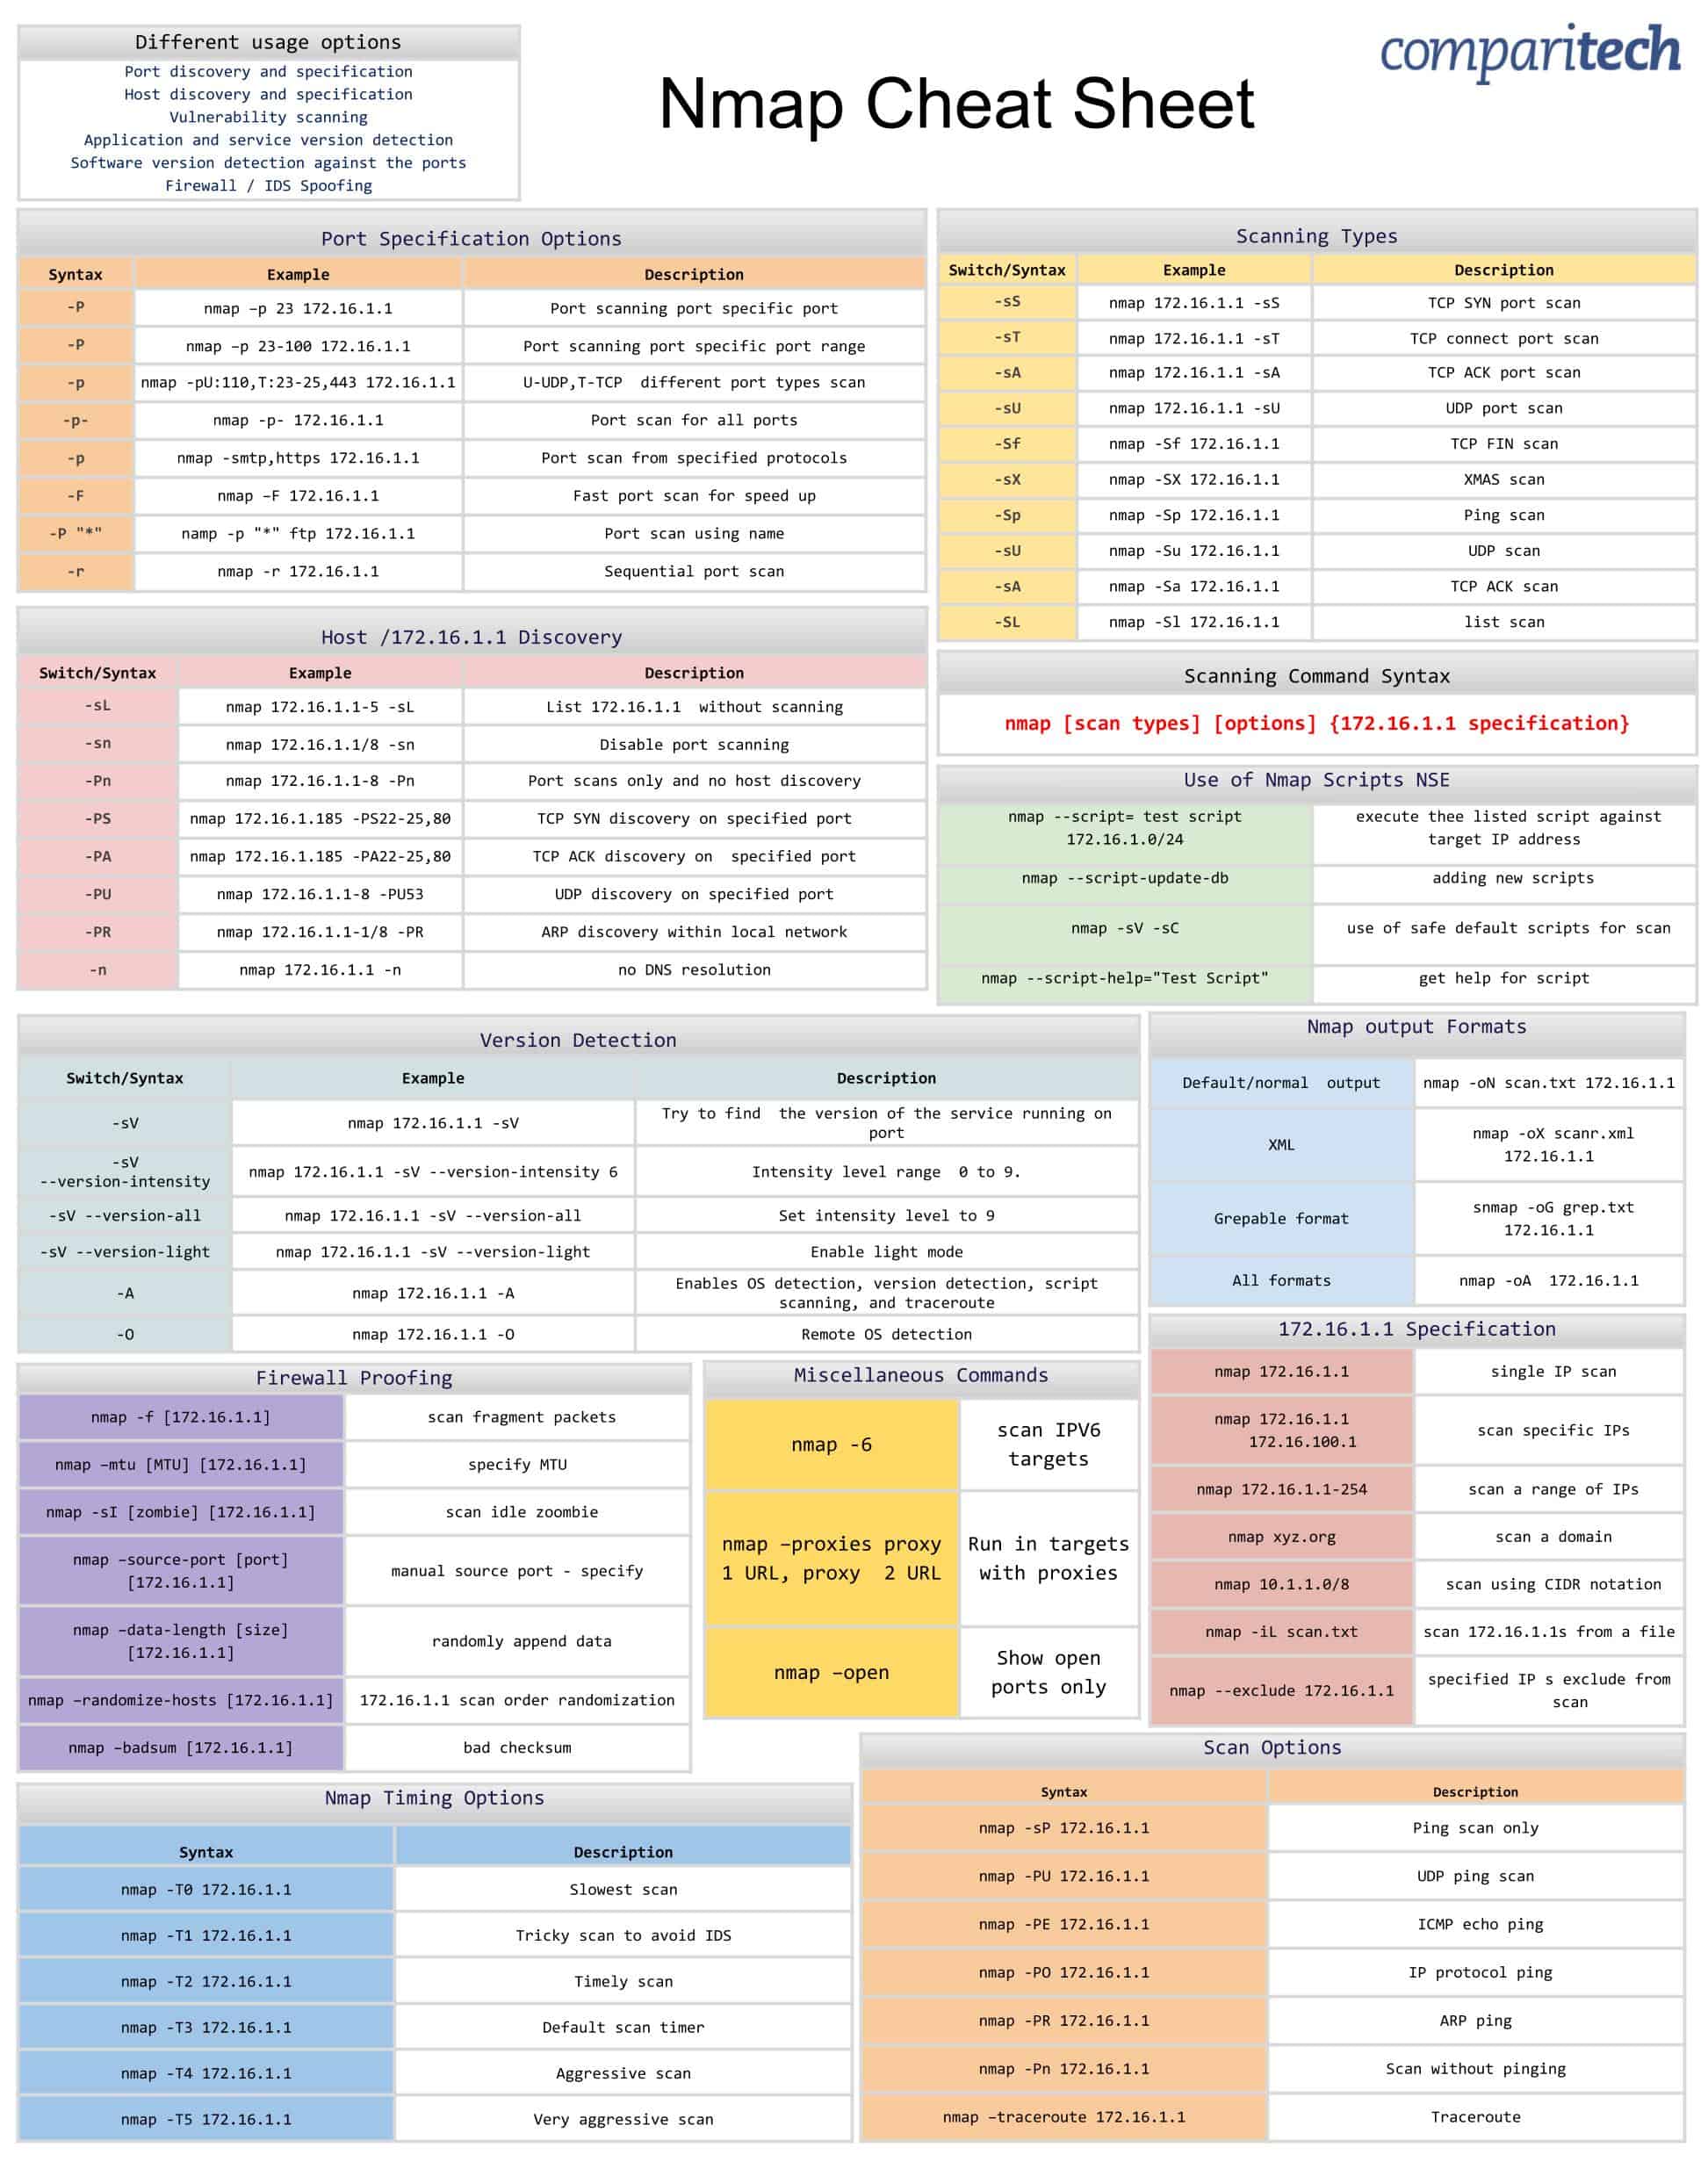 Different usage options
Port discovery and specification
Host discovery and specification
Vulnerability scanning
Application and service version detection
Software version detection against the ports
Firewall / IDS Spoofing
Nmap Cheat Sheet
comparitech
Port Specification Options
Syntax Example Description
-P nmap –p 23 172.16.1.1 Port scanning port specific port
-P nmap –p 23-100 172.16.1.1 Port scanning port specific port range
-p nmap -pU:110,T:23-25,443 172.16.1.1 U-UDP,T-TCP different port types scan
-p- nmap -p- 172.16.1.1 Port scan for all ports
-p nmap -smtp,https 172.16.1.1 Port scan from specified protocols
-F nmap –F 172.16.1.1 Fast port scan for speed up
-P "*" namp -p "*" ftp 172.16.1.1 Port scan using name
-r nmap -r 172.16.1.1 Sequential port scan
Scanning Types
Switch/Syntax Example Description
-sS nmap 172.16.1.1 -sS TCP SYN port scan
-sT nmap 172.16.1.1 -sT TCP connect port scan
-sA nmap 172.16.1.1 -sA TCP ACK port scan
-sU nmap 172.16.1.1 -sU UDP port scan
-Sf nmap -Sf 172.16.1.1 TCP FIN scan
-sX nmap -SX 172.16.1.1 XMAS scan
-Sp nmap -Sp 172.16.1.1 Ping scan
-sU nmap -Su 172.16.1.1 UDP scan
-sA nmap -Sa 172.16.1.1 TCP ACK scan
-SL nmap -Sl 172.16.1.1 list scan
Host /172.16.1.1 Discovery
Switch/Syntax Example Description
-sL nmap 172.16.1.1-5 -sL List 172.16.1.1 without scanning
-sn nmap 172.16.1.1/8 -sn Disable port scanning
-Pn nmap 172.16.1.1-8 -Pn Port scans only and no host discovery
-PS nmap 172.16.1.185 -PS22-25,80 TCP SYN discovery on specified port
-PA nmap 172.16.1.185 -PA22-25,80 TCP ACK discovery on specified port
-PU nmap 172.16.1.1-8 -PU53 UDP discovery on specified port
-PR nmap 172.16.1.1-1/8 -PR ARP discovery within local network
-n nmap 172.16.1.1 -n no DNS resolution
Scanning Command Syntax
nmap [scan types] [options] {172.16.1.1 specification}
Use of Nmap Scripts NSE
nmap --script= test script execute thee listed script against
172.16.1.0/24 target IP address
nmap --script-update-db adding new scripts
nmap -sV -sC use of safe default scripts for scan
nmap --script-help="Test Script" get help for script
Version Detection
Switch/Syntax Example Description
-sV nmap 172.16.1.1 -sV Try to find the version of the service running on
port
-sV
--version-intensity nmap 172.16.1.1 -sV --version-intensity 6 Intensity level range 0 to 9.
-sV --version-all nmap 172.16.1.1 -sV --version-all Set intensity level to 9
-sV --version-light nmap 172.16.1.1 -sV --version-light Enable light mode
-A nmap 172.16.1.1 -A Enables OS detection, version detection, script
scanning, and traceroute
-O nmap 172.16.1.1 -O Remote OS detection
Nmap output Formats
Default/normal output nmap -oN scan.txt 172.16.1.1
XML nmap -oX scanr.xml
172.16.1.1
Grepable format snmap -oG grep.txt
172.16.1.1
All formats nmap -oA 172.16.1.1
Firewall Proofing
nmap -f [172.16.1.1] scan fragment packets
nmap –mtu [MTU] [172.16.1.1] specify MTU
nmap -sI [zombie] [172.16.1.1] scan idle zoombie
nmap –source-port [port]
[172.16.1.1] manual source port - specify
nmap –data-length [size]
[172.16.1.1] randomly append data
nmap –randomize-hosts [172.16.1.1] 172.16.1.1 scan order randomization
nmap –badsum [172.16.1.1] bad checksum
Miscellaneous Commands
nmap -6 scan IPV6
targets
nmap –proxies proxy Run in targets
1 URL, proxy 2 URL with proxies
nmap –open Show open
ports only
172.16.1.1 Specification
nmap 172.16.1.1 single IP scan
nmap 172.16.1.1
172.16.100.1 scan specific IPs
nmap 172.16.1.1-254 scan a range of IPs
nmap xyz.org scan a domain
nmap 10.1.1.0/8 scan using CIDR notation
nmap -iL scan.txt scan 172.16.1.1s from a file
nmap --exclude 172.16.1.1 specified IP s exclude from
scan
Nmap Timing Options
Syntax Description
nmap -T0 172.16.1.1 Slowest scan
nmap -T1 172.16.1.1 Tricky scan to avoid IDS
nmap -T2 172.16.1.1 Timely scan
nmap -T3 172.16.1.1 Default scan timer
nmap -T4 172.16.1.1 Aggressive scan
nmap -T5 172.16.1.1 Very aggressive scan
Scan Options
Syntax Description
nmap -sP 172.16.1.1 Ping scan only
nmap -PU 172.16.1.1 UDP ping scan
nmap -PE 172.16.1.1 ICMP echo ping
nmap -PO 172.16.1.1 IP protocol ping
nmap -PR 172.16.1.1 ARP ping
nmap -Pn 172.16.1.1 Scan without pinging
nmap –traceroute 172.16.1.1 Traceroute